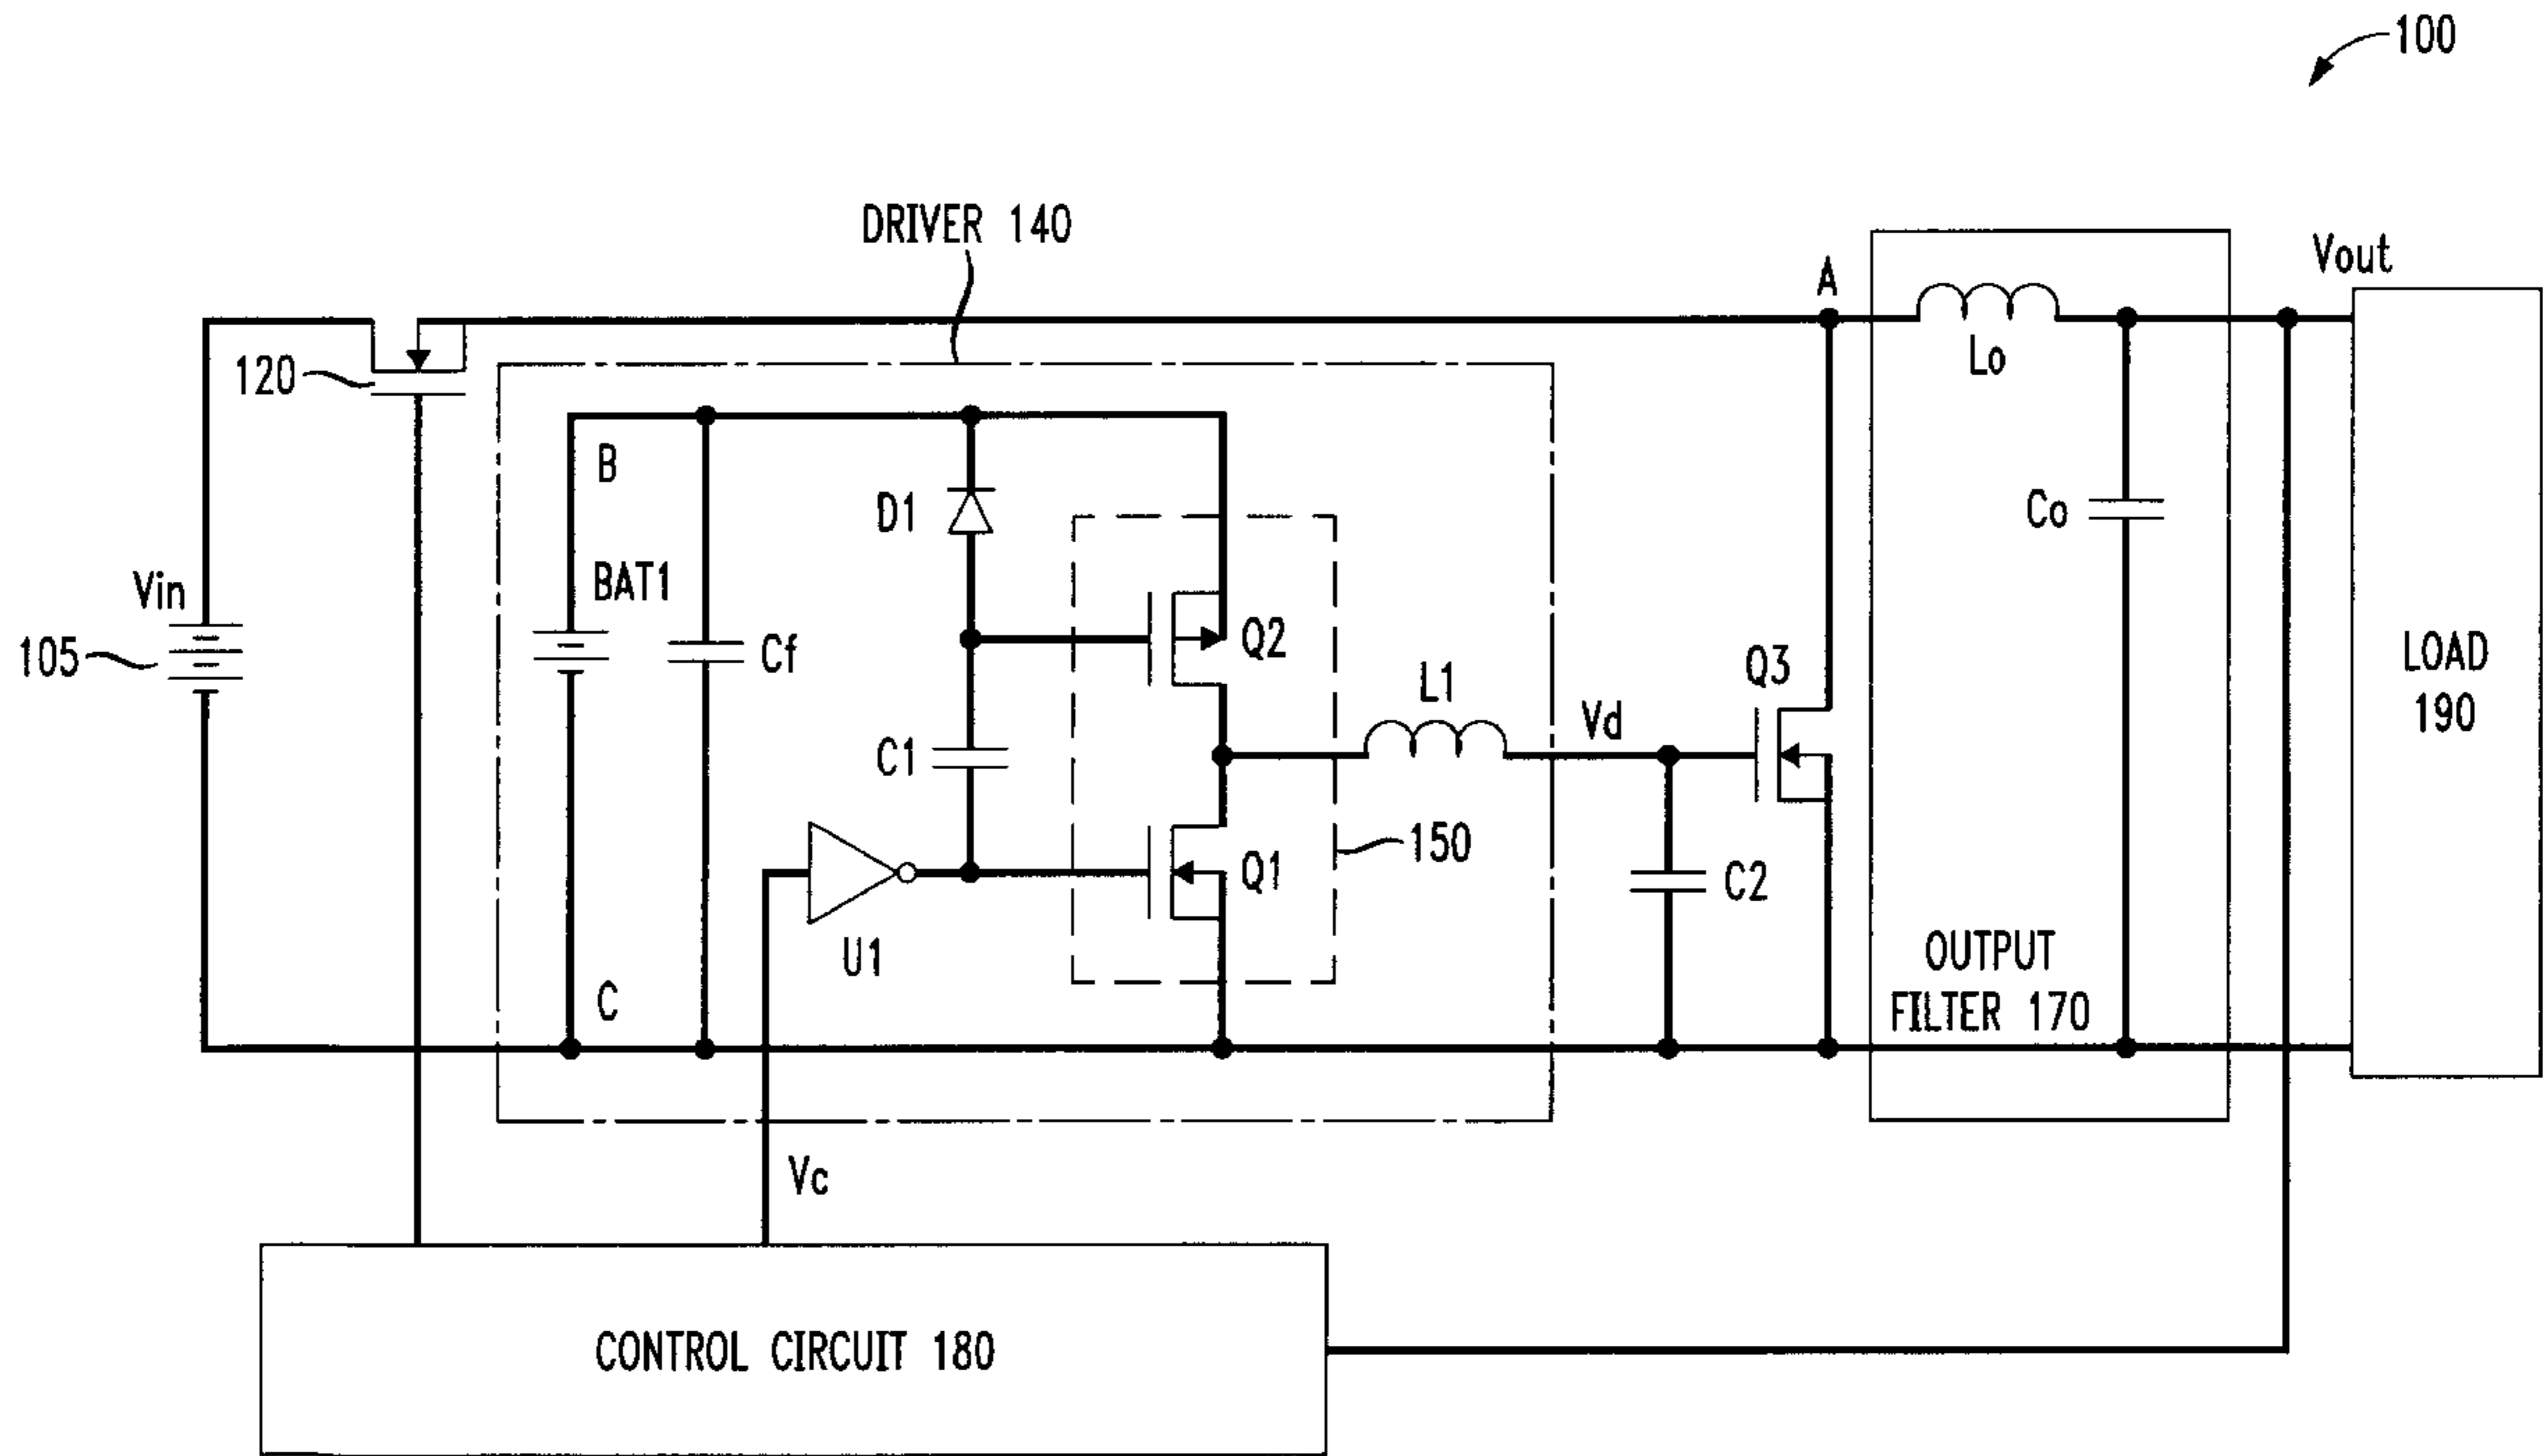 100
DRIVER 140
A
Vout
Lo
120
B
D1
Co
Vin
BAT1
Cf
Q2
105
LOAD
190
L1
Q3
Vd
C1
150
Q1
C2
U1
OUTPUT
FILTER 170
C
Vc
CONTROL CIRCUIT 180